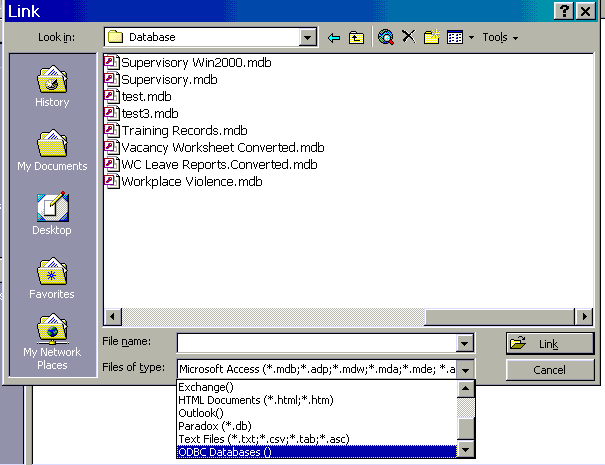 Link
Look in:
Database
Tools
Supervisory Win2000.mdb
Supervisory.mdb
test.mdb
test3.mdb
Training Records.mdb
Vacancy Worksheet Converted.mdb
WC Leave Reports.Converted.mdb
Workplace Violence.mdb
History
My Documents
Desktop
Favorites
My Network
Places
File name:
Link
Files of type:
Microsoft Access (*.mdb;*.adp;*.mdw;*.mda;*.mde; *.a
Cancel
Exchange()
HTML Documents (*.html;*.htm)
Outlook()
Paradox (*.db)
Text Files (*.txt;*.csv;*.tab;*.asc)
ODBC Databases ()